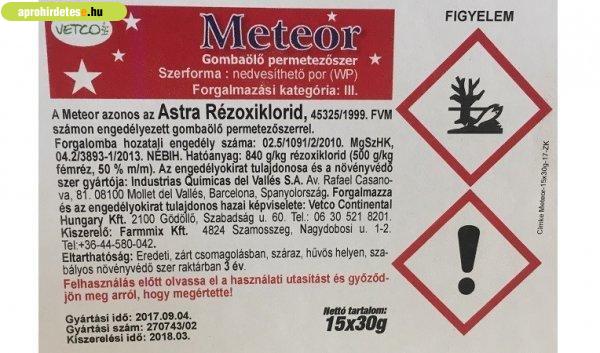 aprohirdetes●.hu
VETCO INC
Meteor
Gombaölő permetezőszer
Szerforma : nedvesíthető por (WP)
Forgalmazási kategória: III.
FIGYELEM
A Meteor azonos az Astra Rézoxiklorid, 45325/1999. FVM
számon engedélyezett gombaölő permetezőszerrel.
Forgalomba hozatali engedély száma: 02.5/1091/2/2010. MgSzHK,
04.2/3893-1/2013. NÉBIH. Hatóanyag: 840 g/kg rézoxiklorid (500 g/kg
fémréz, 50 % m/m). Az engedélyokirat tulajdonosa és a növényvédő
szer gyártója: Industrias Quimicas del Vallés S.A. Av. Rafael Casano-
va, 81. 08100 Mollet del Vallés, Barcelona, Spanyolország. Forgalmazza
és az engedélyokirat tulajdonos hazai képviselete: Vetco Continental
Hungary Kft. 2100 Gödöllő, Szabadság u. 60. Tel.: 06 30 521 8201.
Kiszerelő: Farmmix Kft. 4824 Szamosszeg, Nagydobosi u. 1-2.
Tel:+36-44-580-042.
Eltarthatóság: Eredeti, zárt csomagolásban, száraz, hűvös helyen, sza-
bályos növényvédő szer raktárban 3 év.
Felhasználás előtt olvassa el a használati utasítást és győződ-
jön meg arról, hogy megértette!
Gyártási idő: 2017.09.04.
Gyártási szám: 270743/02
Kiszerelési idő: 2018.03.
Nettó tartalom:
15x30g
Címke Meteor-15x30g-17-ZK